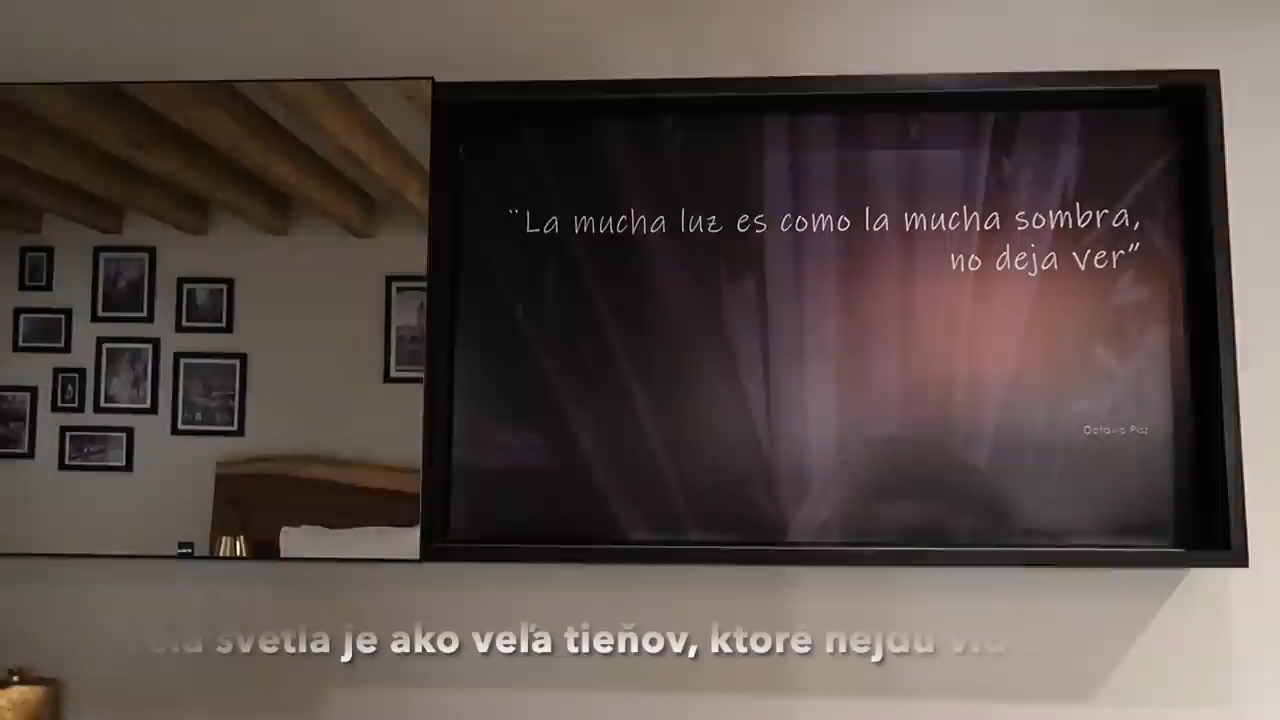 "La mucha luz es como la mucha sombra,
no deja ver"
Octavio Paz
svetla je ako veľa tieňov, ktoré nejdú